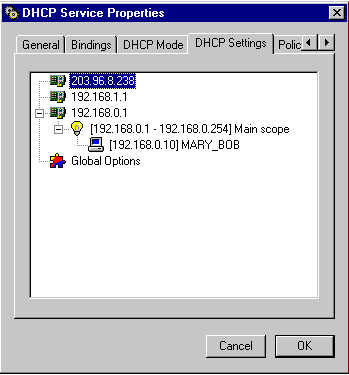 DHCP Service Properties
General Bindings DHCP Mode DHCP Settings Polic
203.96.8.238
192.168.1.1
192.168.0.1
[192.168.0.1 - 192.168.0.254] Main scope
[192.168.0.10] MARY_BOB
Global Options
Cancel OK